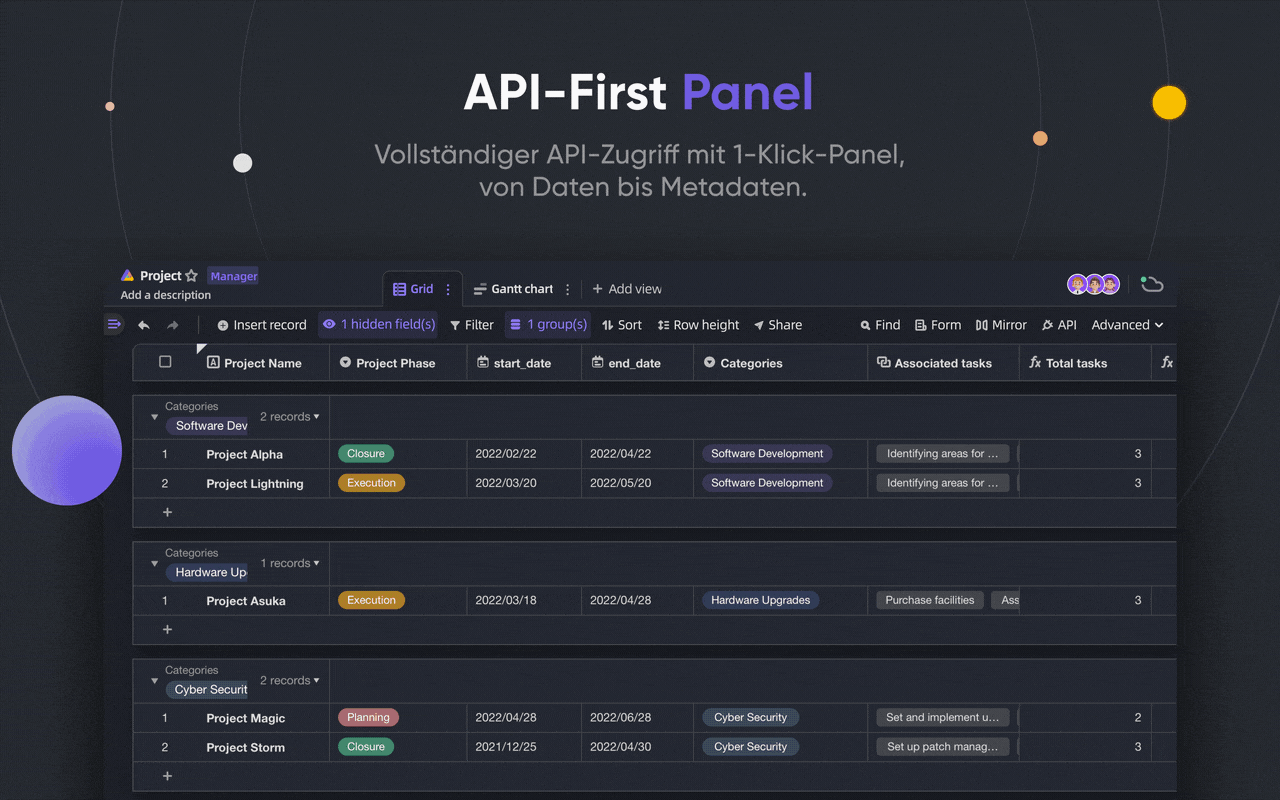 API-First Panel
Vollständiger API-Zugriff mit 1-Klick-Panel,
von Daten bis Metadaten.
Project Manager
Add a description
Grid Gantt chart + Add view
Insert record 1 hidden field(s) Filter 1 group(s) Sort Row height Share Find Form Mirror API Advanced
Project Name Project Phase start_date end_date Categories Associated tasks fx Total tasks fx
Categories
Software Dev 2 records
1 Project Alpha Closure 2022/02/22 2022/04/22 Software Development Identifying areas for ... 3
2 Project Lightning Execution 2022/03/20 2022/05/20 Software Development Identifying areas for ... 3
+
Categories
Hardware Up 1 records
1 Project Asuka Execution 2022/03/18 2022/04/28 Hardware Upgrades Purchase facilities Ass 3
+
Categories
Cyber Securit 2 records
1 Project Magic Planning 2022/04/28 2022/06/28 Cyber Security Set and implement u... 2
2 Project Storm Closure 2021/12/25 2022/04/30 Cyber Security Set up patch manag... 3
+